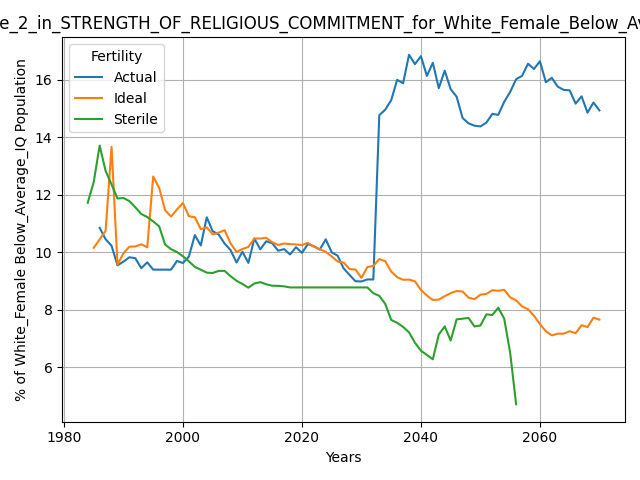 e_2_in_STRENGTH_OF_RELIGIOUS_COMMITMENT_for_White_Female_Below_Av
Fertility
Actual
Ideal
Sterile
% of White_Female Below_Average_IQ Population
16
14
12
10
8
6
1980 2000 2020 2040 2060
Years